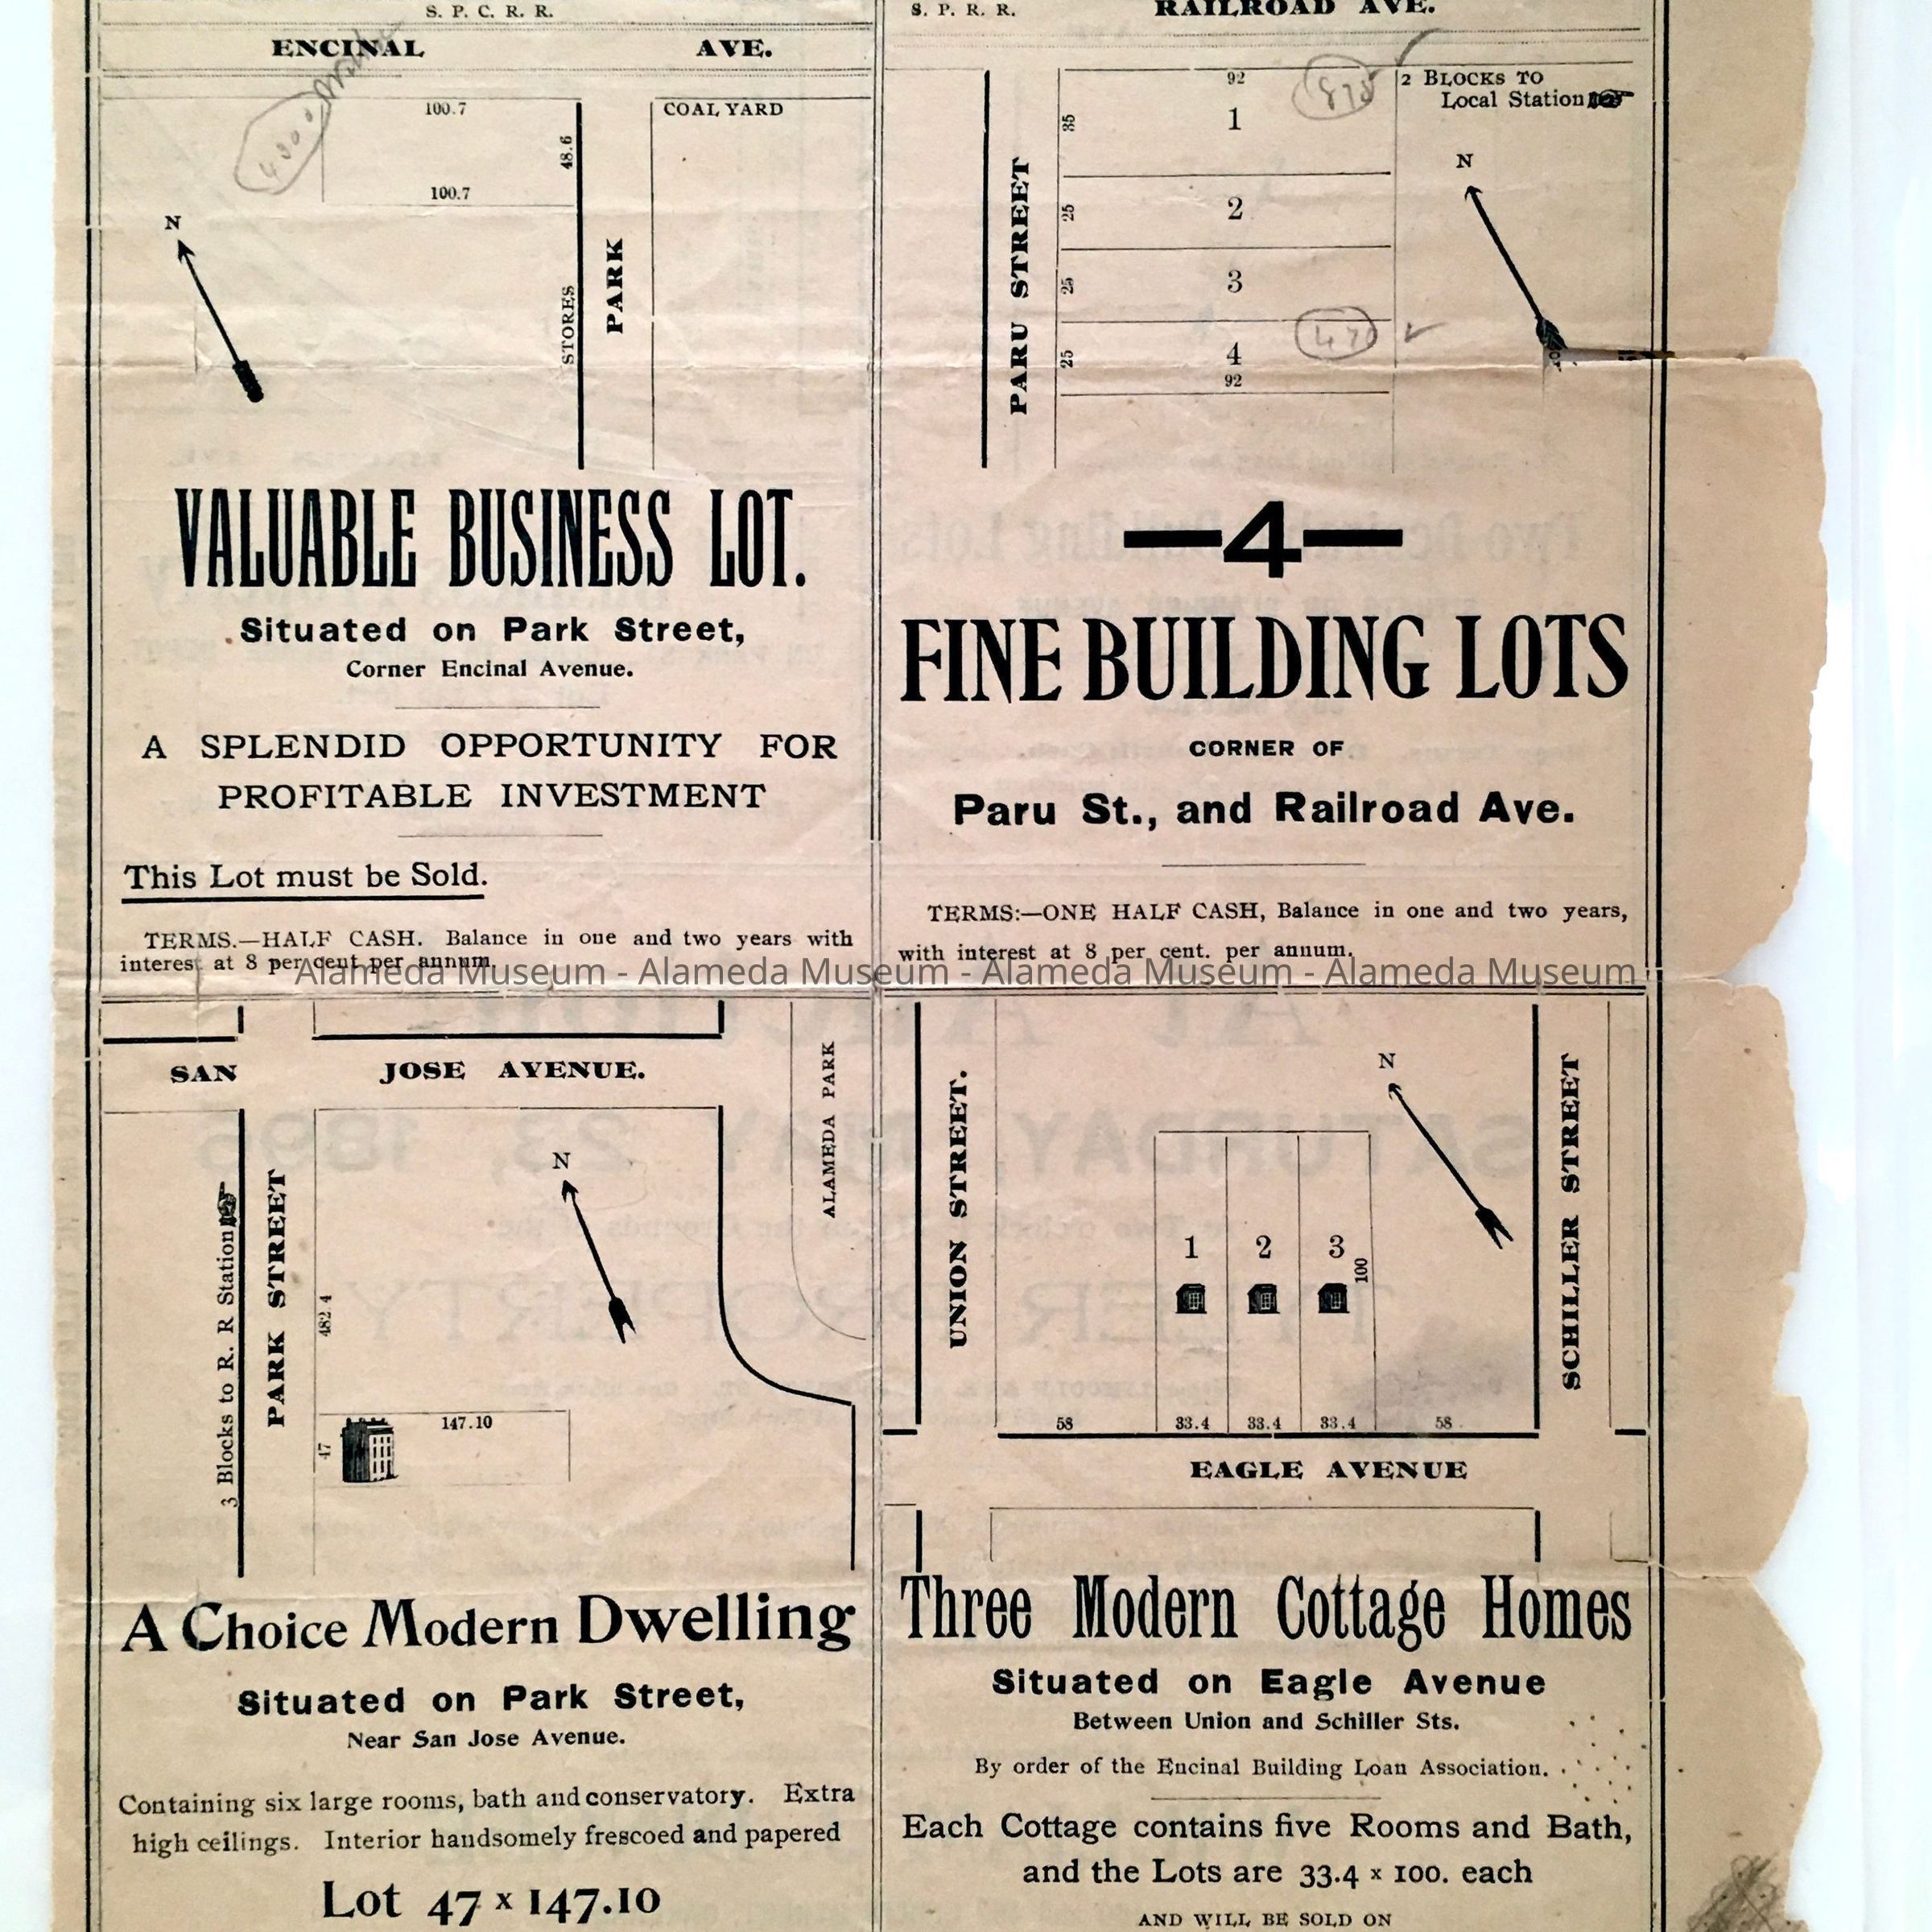 S. P. C. R. R.
ENCINAL AVE.
100.7
COAL YARD
48.6
100.7
N
STORES
PARK
VALUABLE BUSINESS LOT.
Situated on Park Street,
Corner Encinal Avenue.
A SPLENDID OPPORTUNITY FOR
PROFITABLE INVESTMENT
This Lot must be Sold.
TERMS.—HALF CASH. Balance in one and two years with
interest at 8 per cent per annum.
S. P. R. R.
RAILROAD AVE.
92
875
2 BLOCKS TO
Local Station
35
1
N
PARU STREET
25
2
25
3
25
4
470
92
—4—
FINE BUILDING LOTS
CORNER OF
Paru St., and Railroad Ave.
TERMS:—ONE HALF CASH, Balance in one and two years,
with interest at 8 per cent. per annum.
Alameda Museum - Alameda Museum - Alameda Museum - Alameda Museum
SAN JOSE AVENUE.
ALAMEDA PARK
N
3 Blocks to R. R Station
PARK STREET
482.4
147.10
47
A Choice Modern Dwelling
Situated on Park Street,
Near San Jose Avenue.
Containing six large rooms, bath and conservatory. Extra
high ceilings. Interior handsomely frescoed and papered
Lot 47 x 147.10
UNION STREET.
N
SCHILLER STREET
1 2 3
100
58 33.4 33.4 33.4 58
EAGLE AVENUE
Three Modern Cottage Homes
Situated on Eagle Avenue
Between Union and Schiller Sts.
By order of the Encinal Building Loan Association.
Each Cottage contains five Rooms and Bath,
and the Lots are 33.4 x 100. each
AND WILL BE SOLD ON